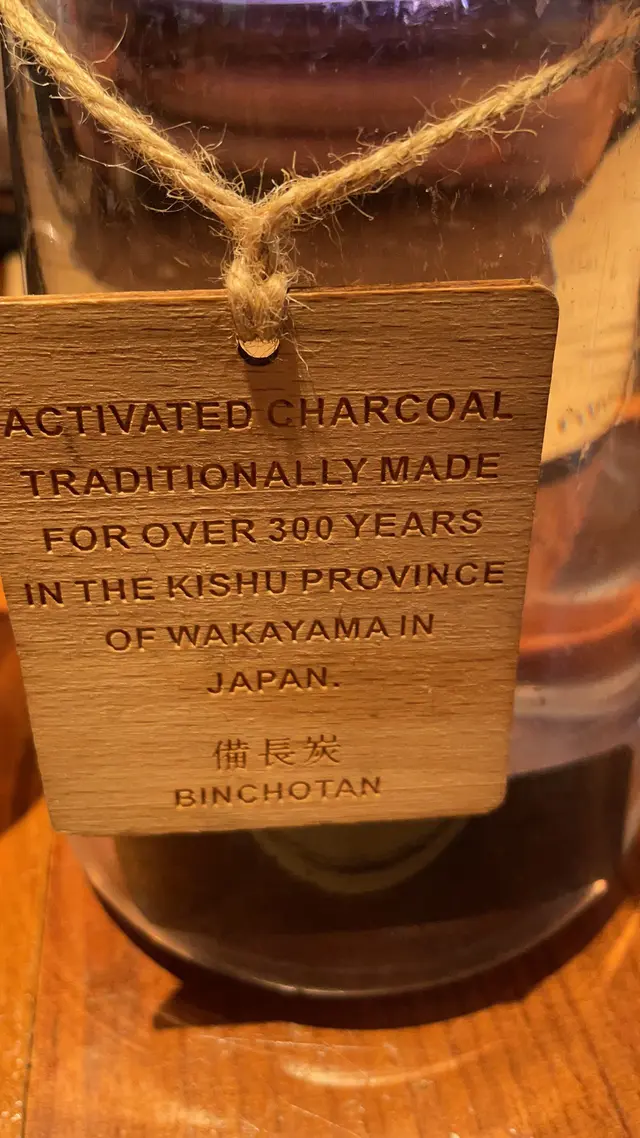 ACTIVATED CHARCOAL
TRADITIONALLY MADE
FOR OVER 300 YEARS
IN THE KISHU PROVINCE
OF WAKAYAMA IN
JAPAN.
備長炭
BINCHOTAN